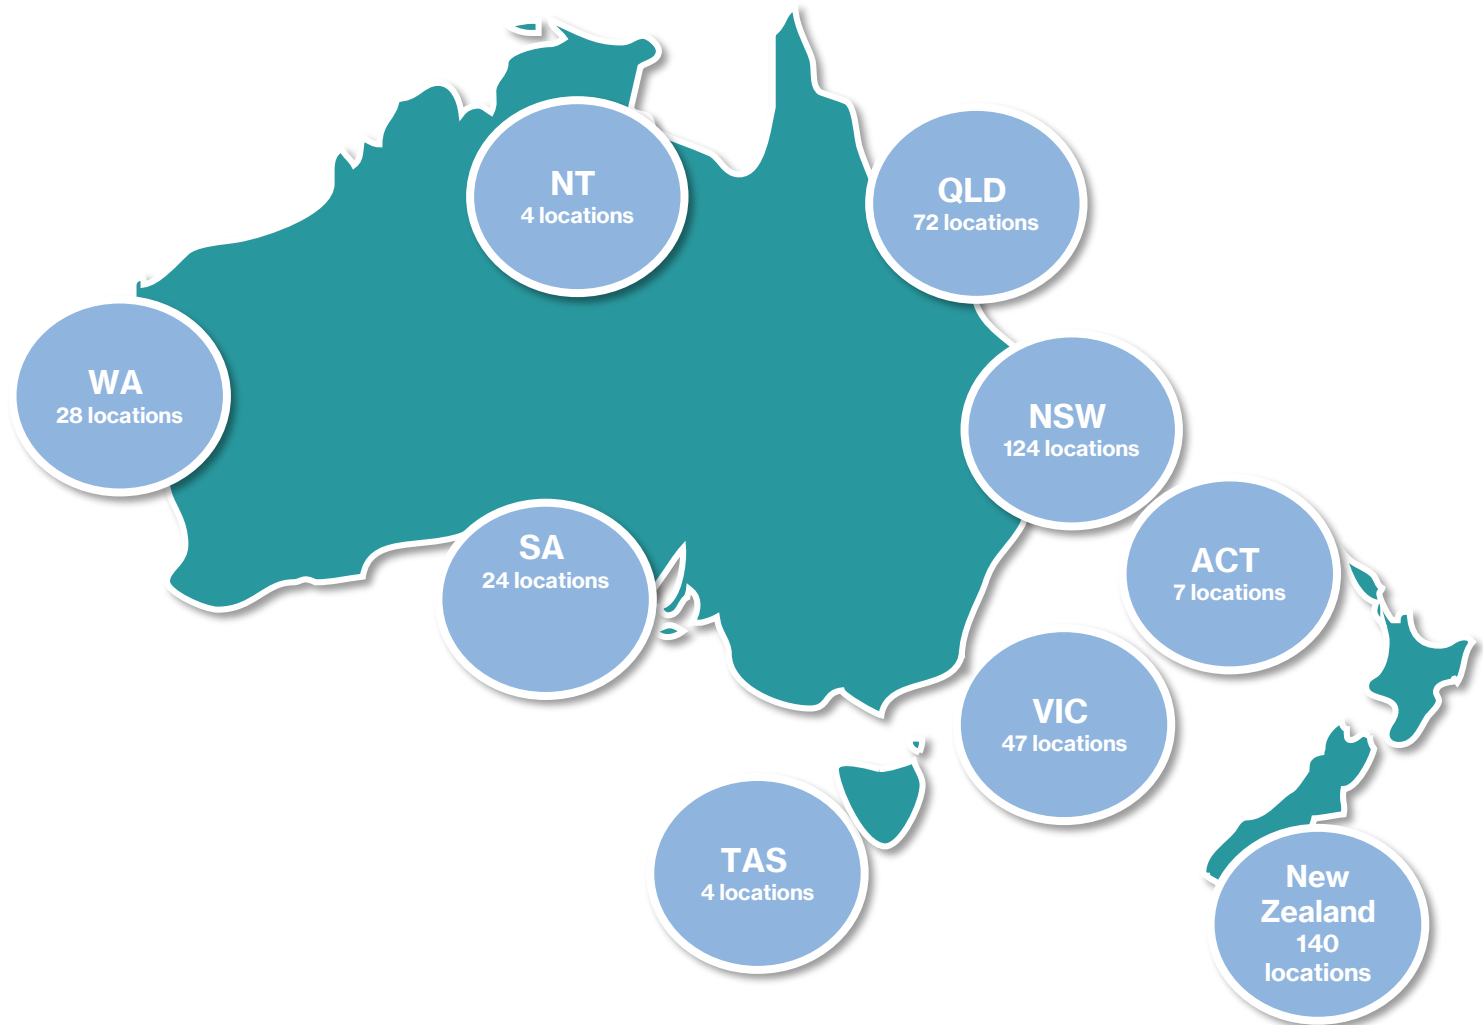 NT
4 locations
QLD
72 locations
WA
28 locations
NSW
124 locations
SA
24 locations
ACT
7 locations
VIC
47 locations
TAS
4 locations
New
Zealand
140
locations